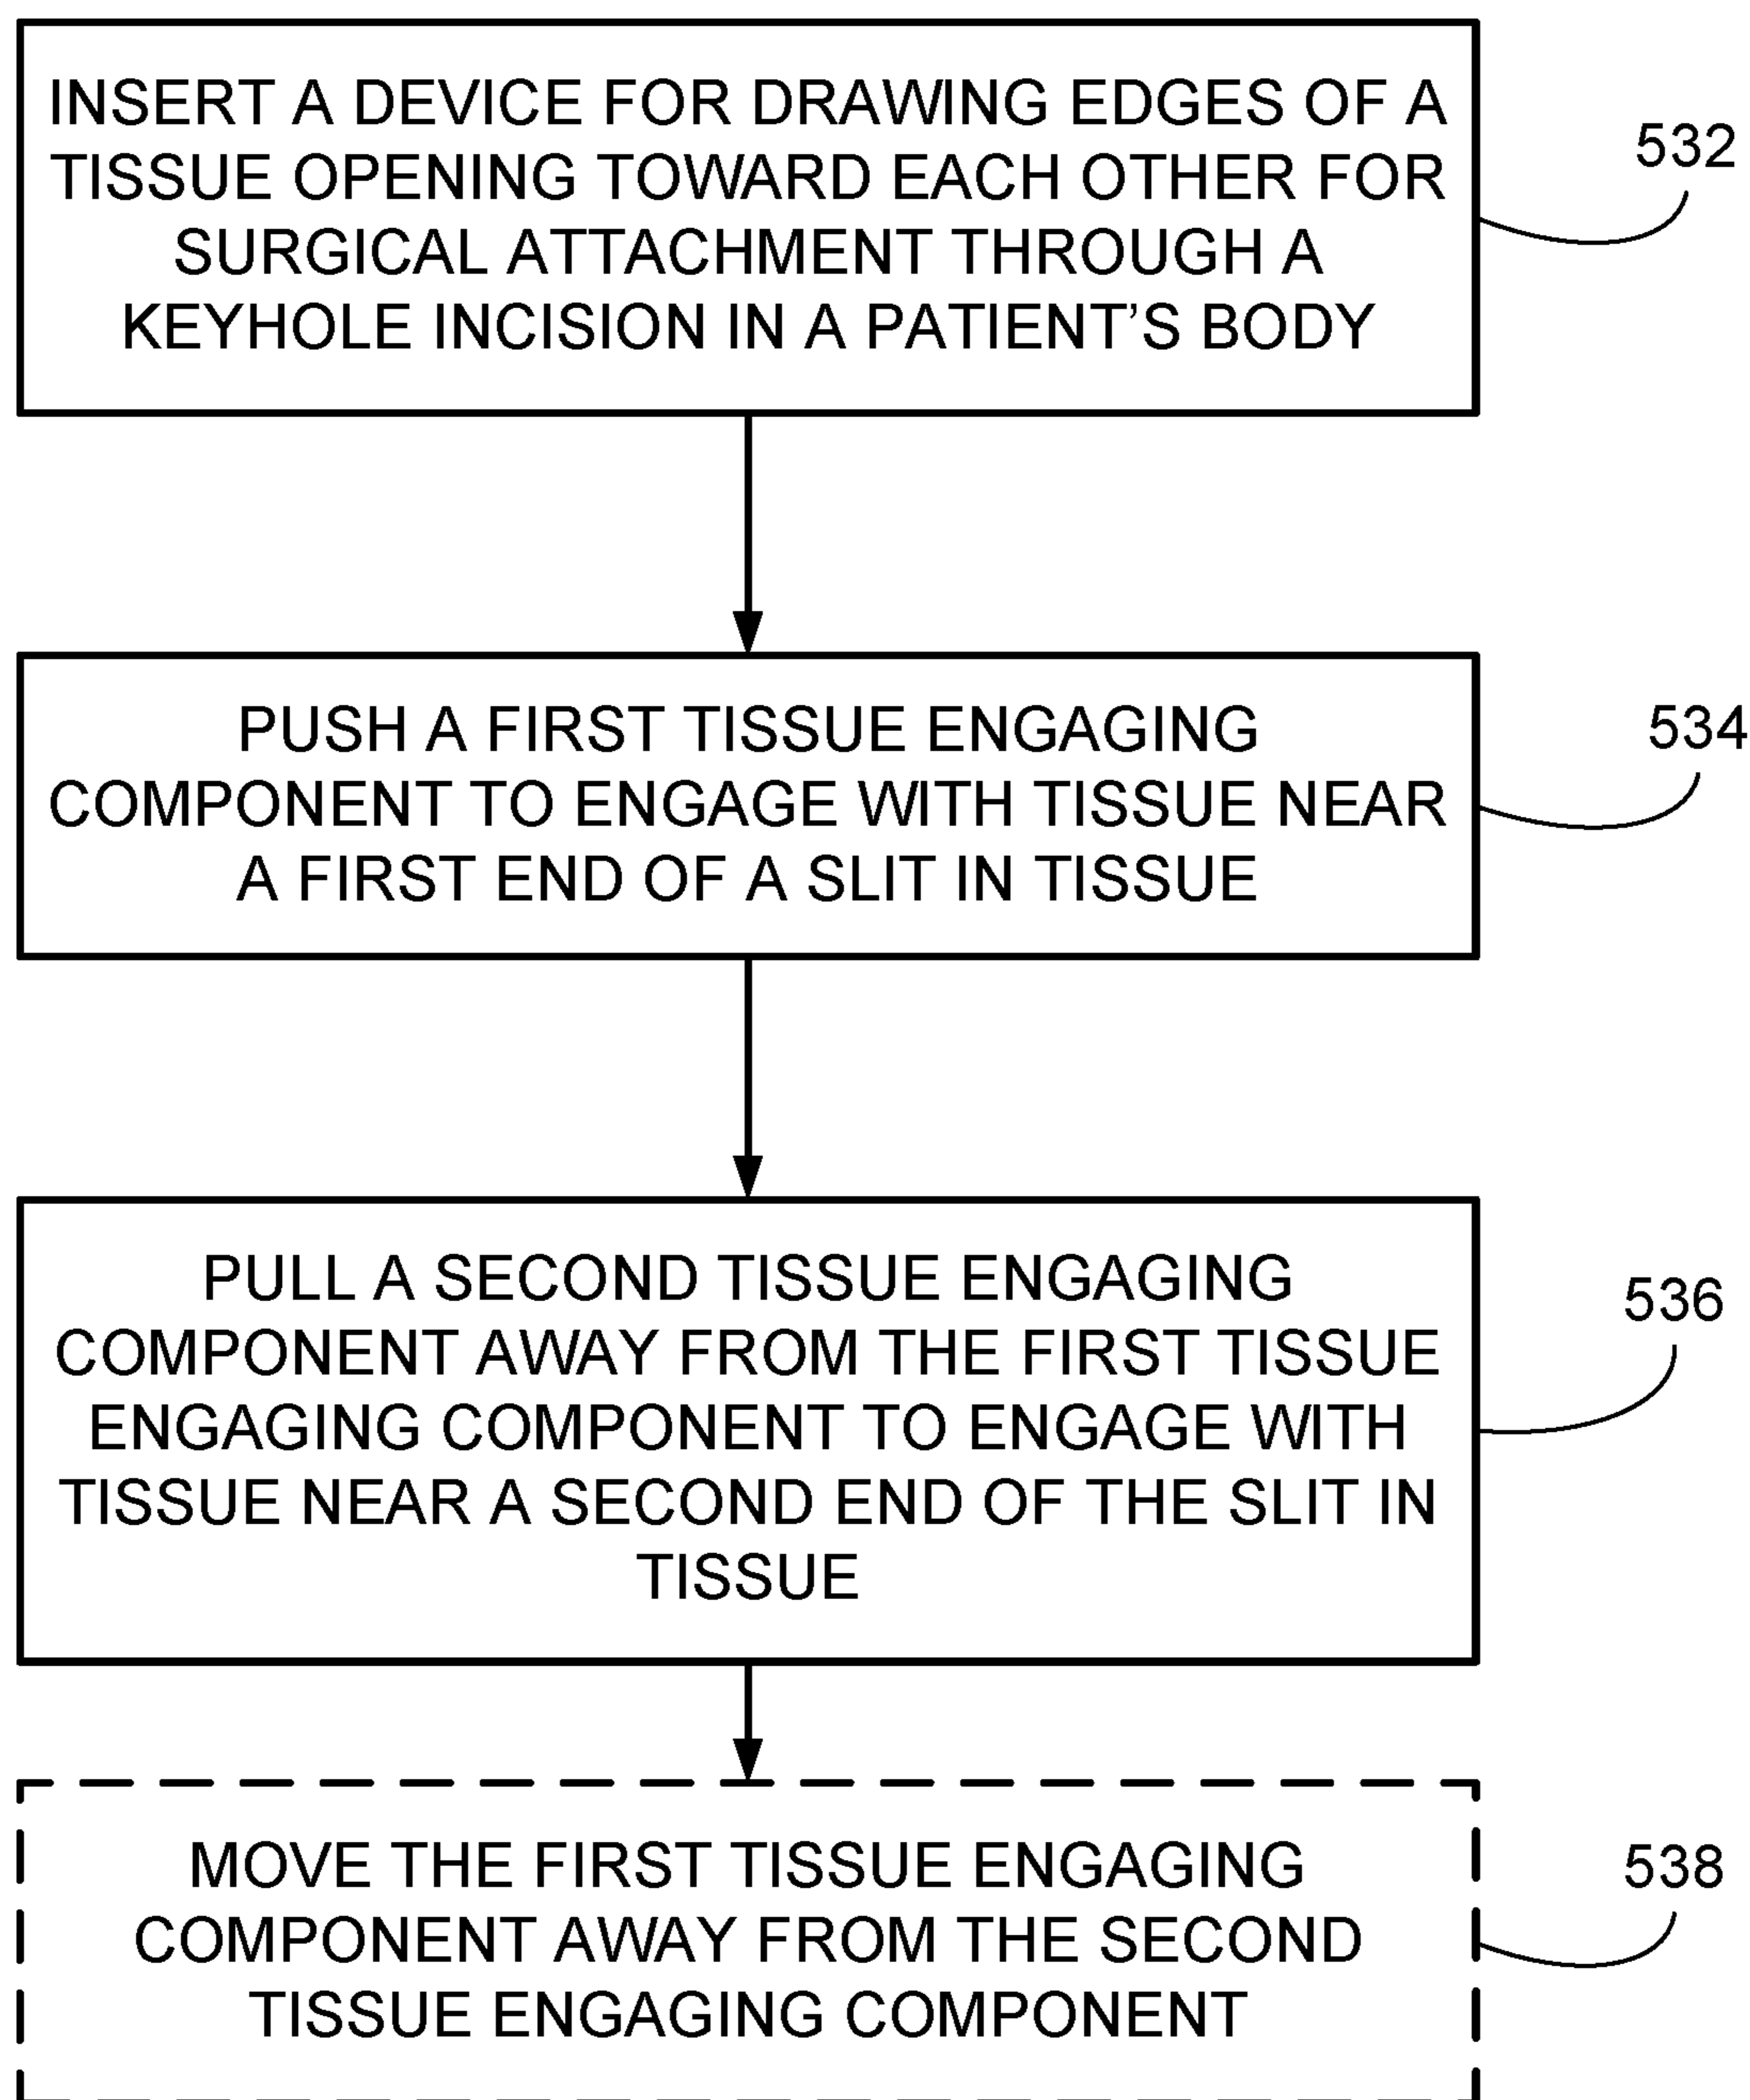 INSERT A DEVICE FOR DRAWING EDGES OF A
TISSUE OPENING TOWARD EACH OTHER FOR
SURGICAL ATTACHMENT THROUGH A
KEYHOLE INCISION IN A PATIENT’S BODY
532
PUSH A FIRST TISSUE ENGAGING
COMPONENT TO ENGAGE WITH TISSUE NEAR
A FIRST END OF A SLIT IN TISSUE
534
PULL A SECOND TISSUE ENGAGING
COMPONENT AWAY FROM THE FIRST TISSUE
ENGAGING COMPONENT TO ENGAGE WITH
TISSUE NEAR A SECOND END OF THE SLIT IN
TISSUE
536
MOVE THE FIRST TISSUE ENGAGING
COMPONENT AWAY FROM THE SECOND
TISSUE ENGAGING COMPONENT
538